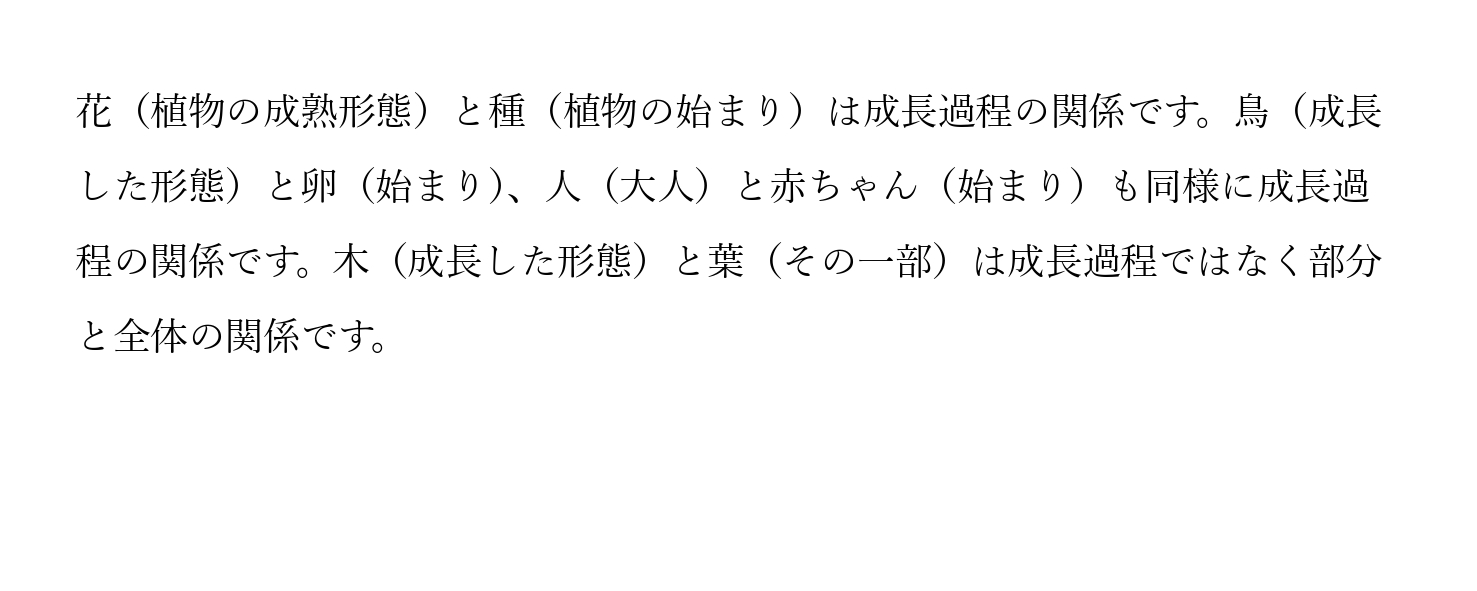 花（植物の成熟形態）と種（植物の始まり）は成長過程の関係です。鳥（成長
した形態）と卵（始まり）、人（大人）と赤ちゃん（始まり）も同様に成長過
程の関係です。木（成長した形態）と葉（その一部）は成長過程ではなく部分
と全体の関係です。